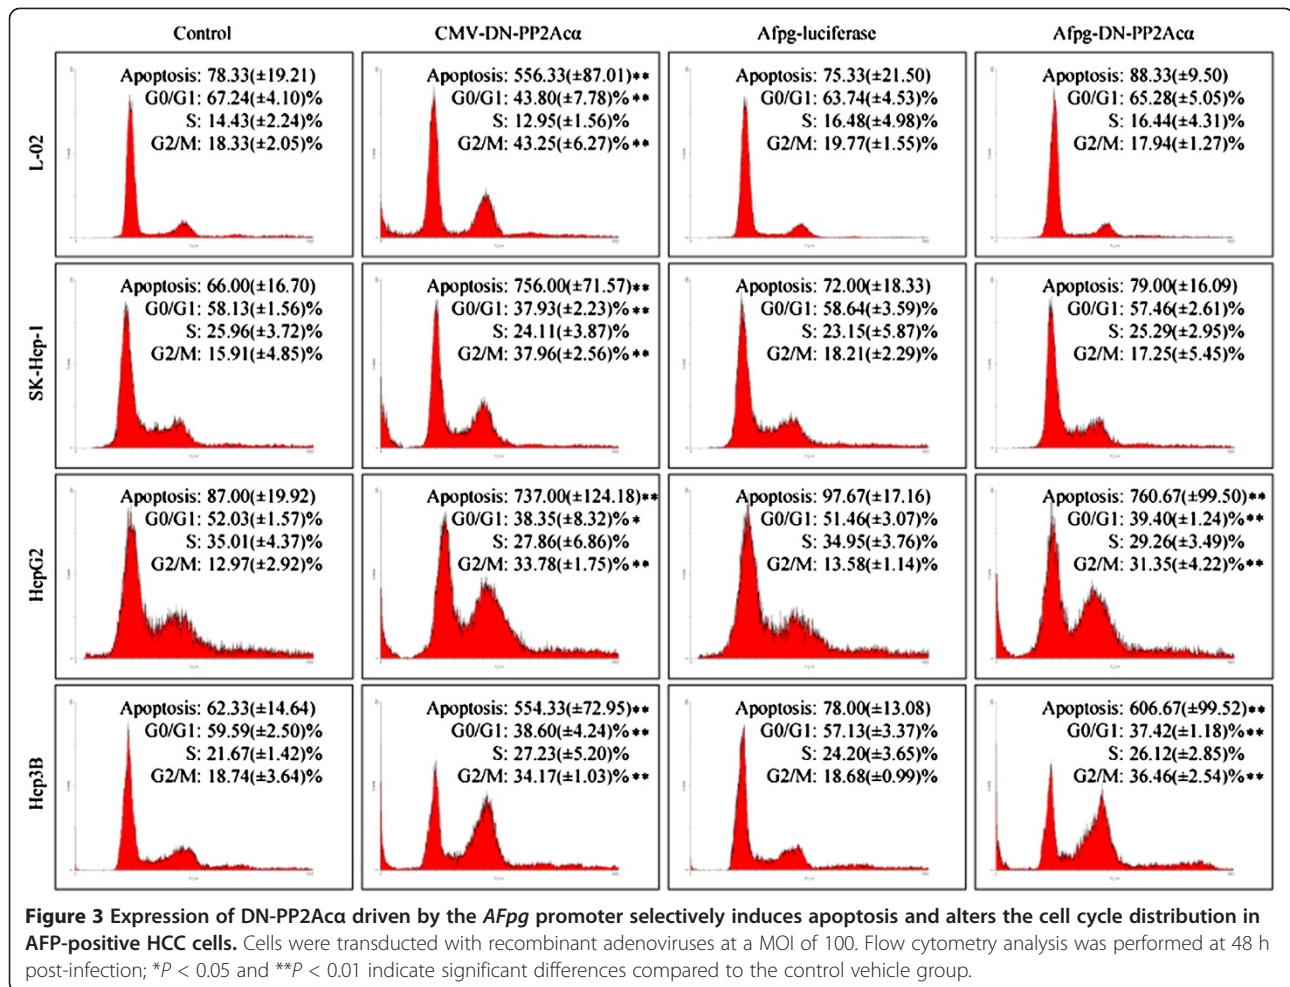 Control CMV-DN-PP2Acα Afpg-luciferase Afpg-DN-PP2Acα
L-02
Apoptosis: 78.33(±19.21)
G0/G1: 67.24(±4.10)%
S: 14.43(±2.24)%
G2/M: 18.33(±2.05)%
Apoptosis: 556.33(±87.01)**
G0/G1: 43.80(±7.78)%**
S: 12.95(±1.56)%
G2/M: 43.25(±6.27)%**
Apoptosis: 75.33(±21.50)
G0/G1: 63.74(±4.53)%
S: 16.48(±4.98)%
G2/M: 19.77(±1.55)%
Apoptosis: 88.33(±9.50)
G0/G1: 65.28(±5.05)%
S: 16.44(±4.31)%
G2/M: 17.94(±1.27)%
SK-Hep-1
Apoptosis: 66.00(±16.70)
G0/G1: 58.13(±1.56)%
S: 25.96(±3.72)%
G2/M: 15.91(±4.85)%
Apoptosis: 756.00(±71.57)**
G0/G1: 37.93(±2.23)%**
S: 24.11(±3.87)%
G2/M: 37.96(±2.56)%**
Apoptosis: 72.00(±18.33)
G0/G1: 58.64(±3.59)%
S: 23.15(±5.87)%
G2/M: 18.21(±2.29)%
Apoptosis: 79.00(±16.09)
G0/G1: 57.46(±2.61)%
S: 25.29(±2.95)%
G2/M: 17.25(±5.45)%
HepG2
Apoptosis: 87.00(±19.92)
G0/G1: 52.03(±1.57)%
S: 35.01(±4.37)%
G2/M: 12.97(±2.92)%
Apoptosis: 737.00(±124.18)**
G0/G1: 38.35(±8.32)%*
S: 27.86(±6.86)%
G2/M: 33.78(±1.75)%**
Apoptosis: 97.67(±17.16)
G0/G1: 51.46(±3.07)%
S: 34.95(±3.76)%
G2/M: 13.58(±1.14)%
Apoptosis: 760.67(±99.50)**
G0/G1: 39.40(±1.24)%**
S: 29.26(±3.49)%
G2/M: 31.35(±4.22)%**
Hep3B
Apoptosis: 62.33(±14.64)
G0/G1: 59.59(±2.50)%
S: 21.67(±1.42)%
G2/M: 18.74(±3.64)%
Apoptosis: 554.33(±72.95)**
G0/G1: 38.60(±4.24)%**
S: 27.23(±5.20)%
G2/M: 34.17(±1.03)%**
Apoptosis: 78.00(±13.08)
G0/G1: 57.13(±3.37)%
S: 24.20(±3.65)%
G2/M: 18.68(±0.99)%
Apoptosis: 606.67(±99.52)**
G0/G1: 37.42(±1.18)%**
S: 26.12(±2.85)%
G2/M: 36.46(±2.54)%**
Figure 3 Expression of DN-PP2Acα driven by the AFpg promoter selectively induces apoptosis and alters the cell cycle distribution in
AFP-positive HCC cells. Cells were transducted with recombinant adenoviruses at a MOI of 100. Flow cytometry analysis was performed at 48 h
post-infection; *P < 0.05 and **P < 0.01 indicate significant differences compared to the control vehicle group.